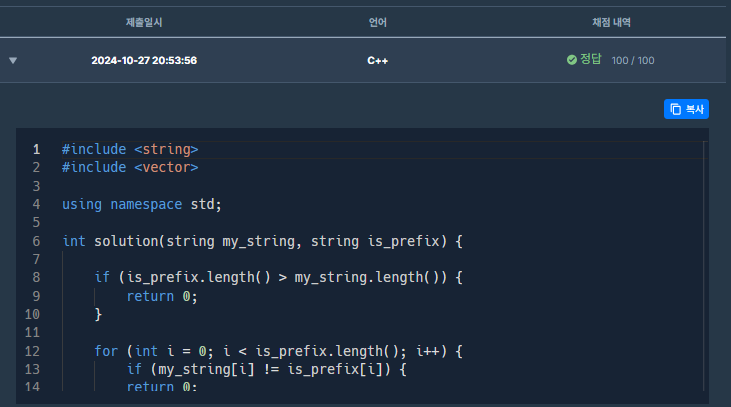 제출일시 언어 채점 내역
▼ 2024-10-27 20:53:56 C++ 정답 100 / 100
복사
1 #include <string>
2 #include <vector>
3
4 using namespace std;
5
6 int solution(string my_string, string is_prefix) {
7
8 if (is_prefix.length() > my_string.length()) {
9 return 0;
10 }
11
12 for (int i = 0; i < is_prefix.length(); i++) {
13 if (my_string[i] != is_prefix[i]) {
14 return 0;